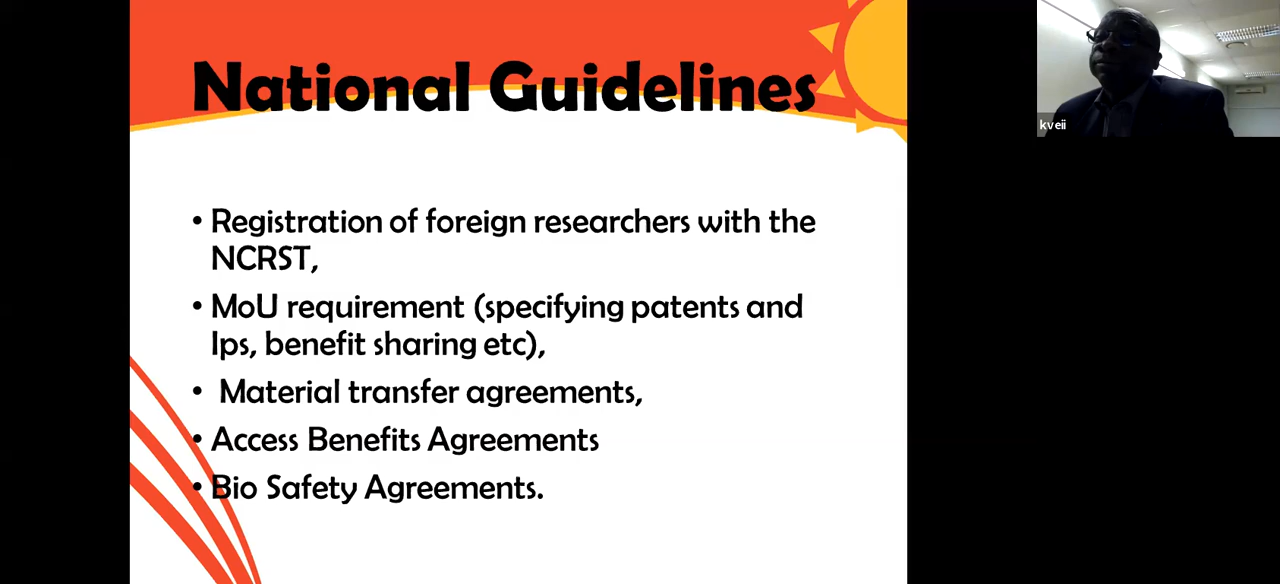 National Guidelines
• Registration of foreign researchers with the
NCRST,
• MoU requirement (specifying patents and
Ips, benefit sharing etc),
• Material transfer agreements,
• Access Benefits Agreements
• Bio Safety Agreements.
kveii